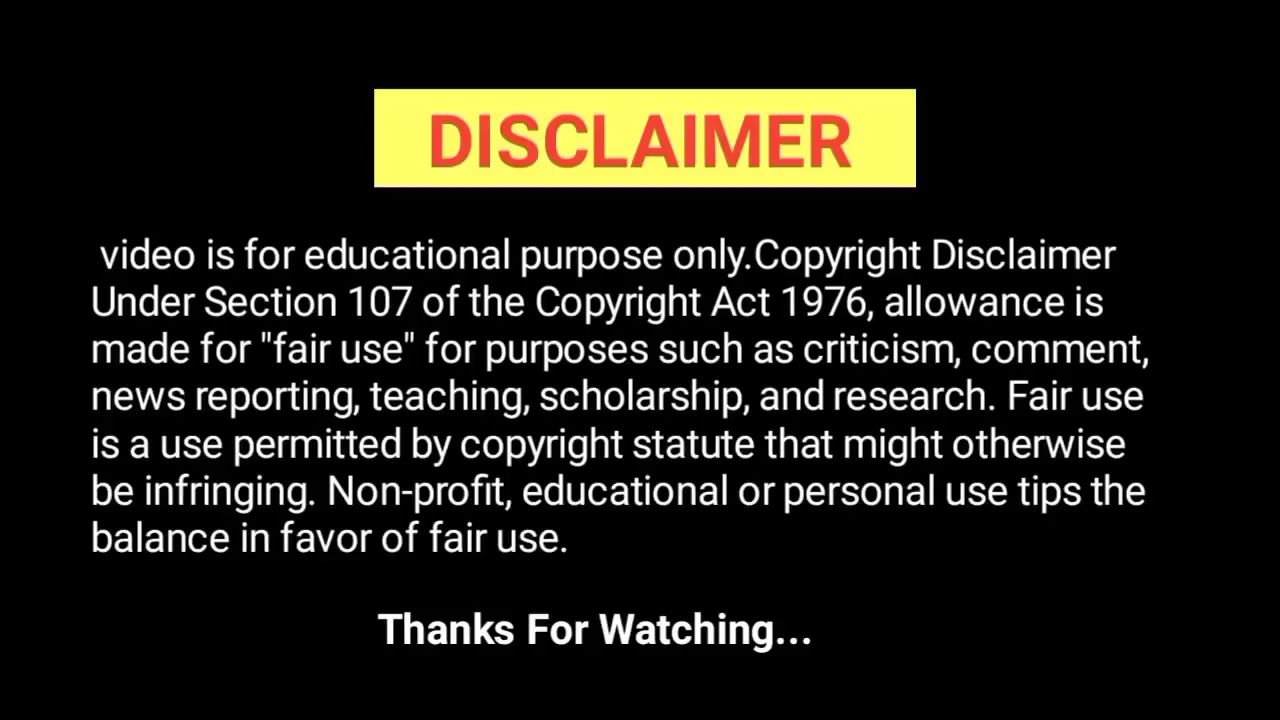 DISCLAIMER
video is for educational purpose only.Copyright Disclaimer
Under Section 107 of the Copyright Act 1976, allowance is
made for "fair use" for purposes such as criticism, comment,
news reporting, teaching, scholarship, and research. Fair use
is a use permitted by copyright statute that might otherwise
be infringing. Non-profit, educational or personal use tips the
balance in favor of fair use.
Thanks For Watching...